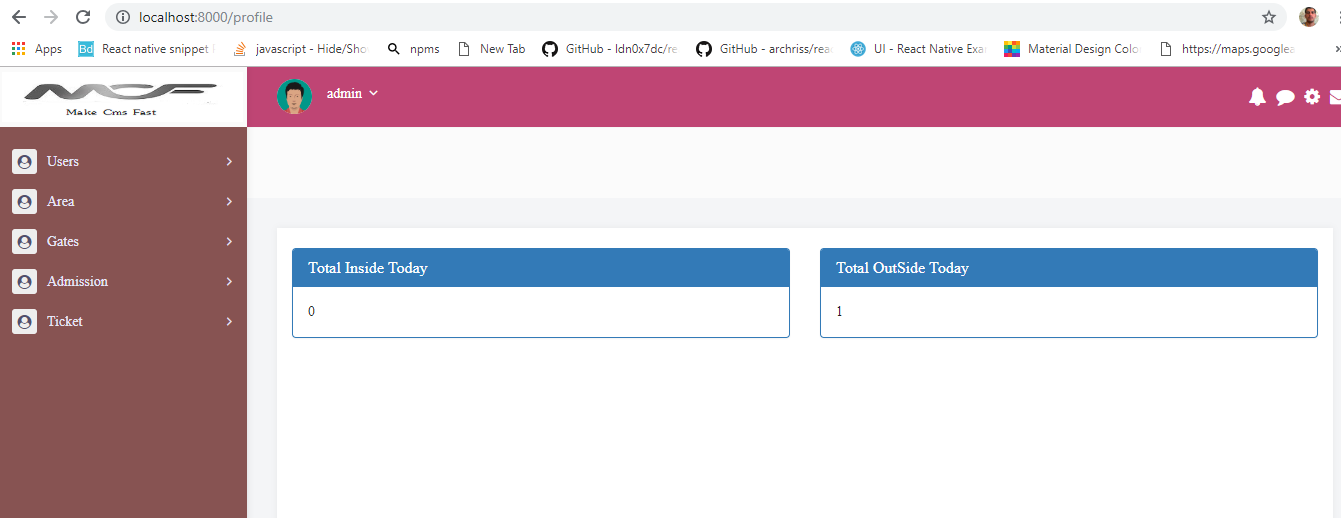 localhost:8000/profile
Apps
Bd React native snippet
javascript - Hide/Sho
npms
New Tab
GitHub - ldn0x7dc/re
GitHub - archriss/rea
UI - React Native Exa
Material Design Colo
https://maps.googlea
MCF
Make Cms Fast
admin
Users
Area
Gates
Admission
Ticket
Total Inside Today
0
Total OutSide Today
1